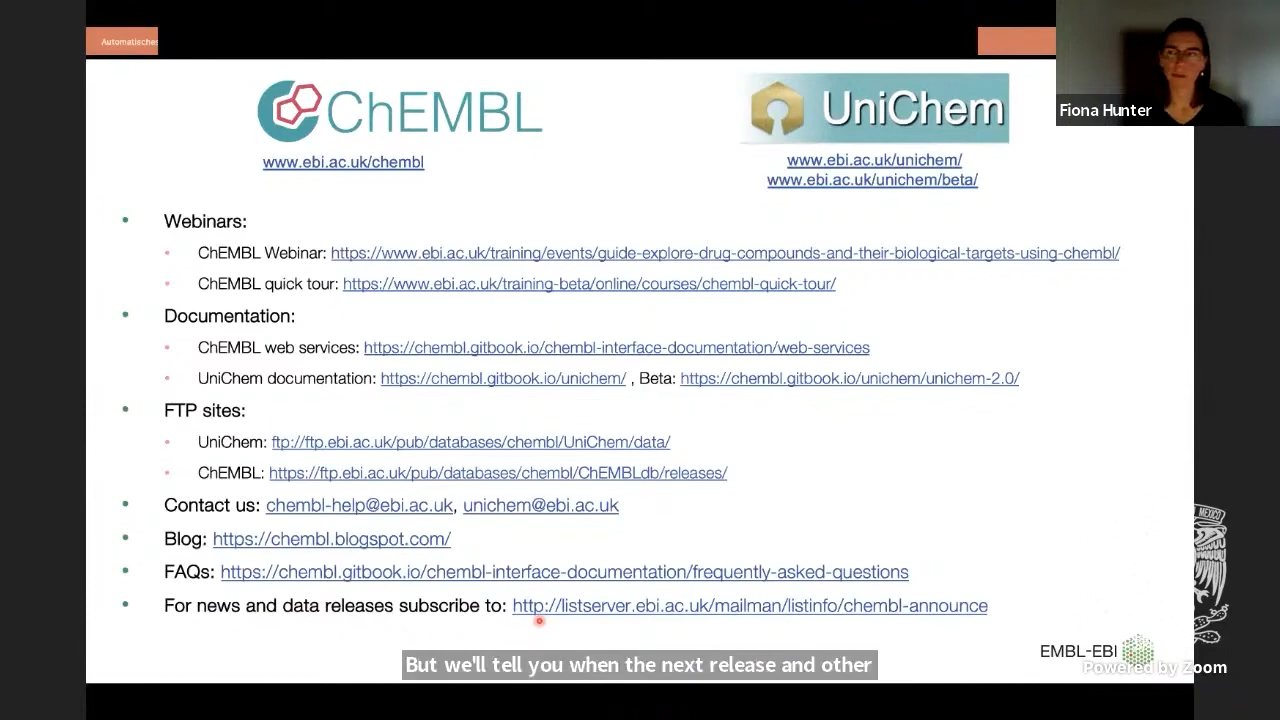 Automatisches
Fiona Hunter
ChEMBL
UniChem
www.ebi.ac.uk/chembl
www.ebi.ac.uk/unichem/
www.ebi.ac.uk/unichem/beta/
• Webinars:
• ChEMBL Webinar: https://www.ebi.ac.uk/training/events/guide-explore-drug-compounds-and-their-biological-targets-using-chembl/
• ChEMBL quick tour: https://www.ebi.ac.uk/training-beta/online/courses/chembl-quick-tour/
• Documentation:
• ChEMBL web services: https://chembl.gitbook.io/chembl-interface-documentation/web-services
• UniChem documentation: https://chembl.gitbook.io/unichem/ , Beta: https://chembl.gitbook.io/unichem/unichem-2.0/
• FTP sites:
• UniChem: ftp://ftp.ebi.ac.uk/pub/databases/chembl/UniChem/data/
• ChEMBL: https://ftp.ebi.ac.uk/pub/databases/chembl/ChEMBLdb/releases/
• Contact us: chembl-help@ebi.ac.uk, unichem@ebi.ac.uk
• Blog: https://chembl.blogspot.com/
• FAQs: https://chembl.gitbook.io/chembl-interface-documentation/frequently-asked-questions
• For news and data releases subscribe to: http://listserver.ebi.ac.uk/mailman/listinfo/chembl-announce
MEXICO
EMBL-EBI
But we'll tell you when the next release and other
Powered by Zoom